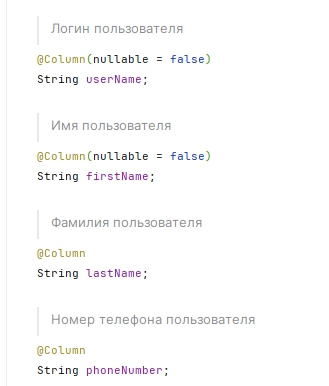 Логин пользователя
@Column(nullable = false)
String userName;
Имя пользователя
@Column(nullable = false)
String firstName;
Фамилия пользователя
@Column
String lastName;
Номер телефона пользователя
@Column
String phoneNumber;